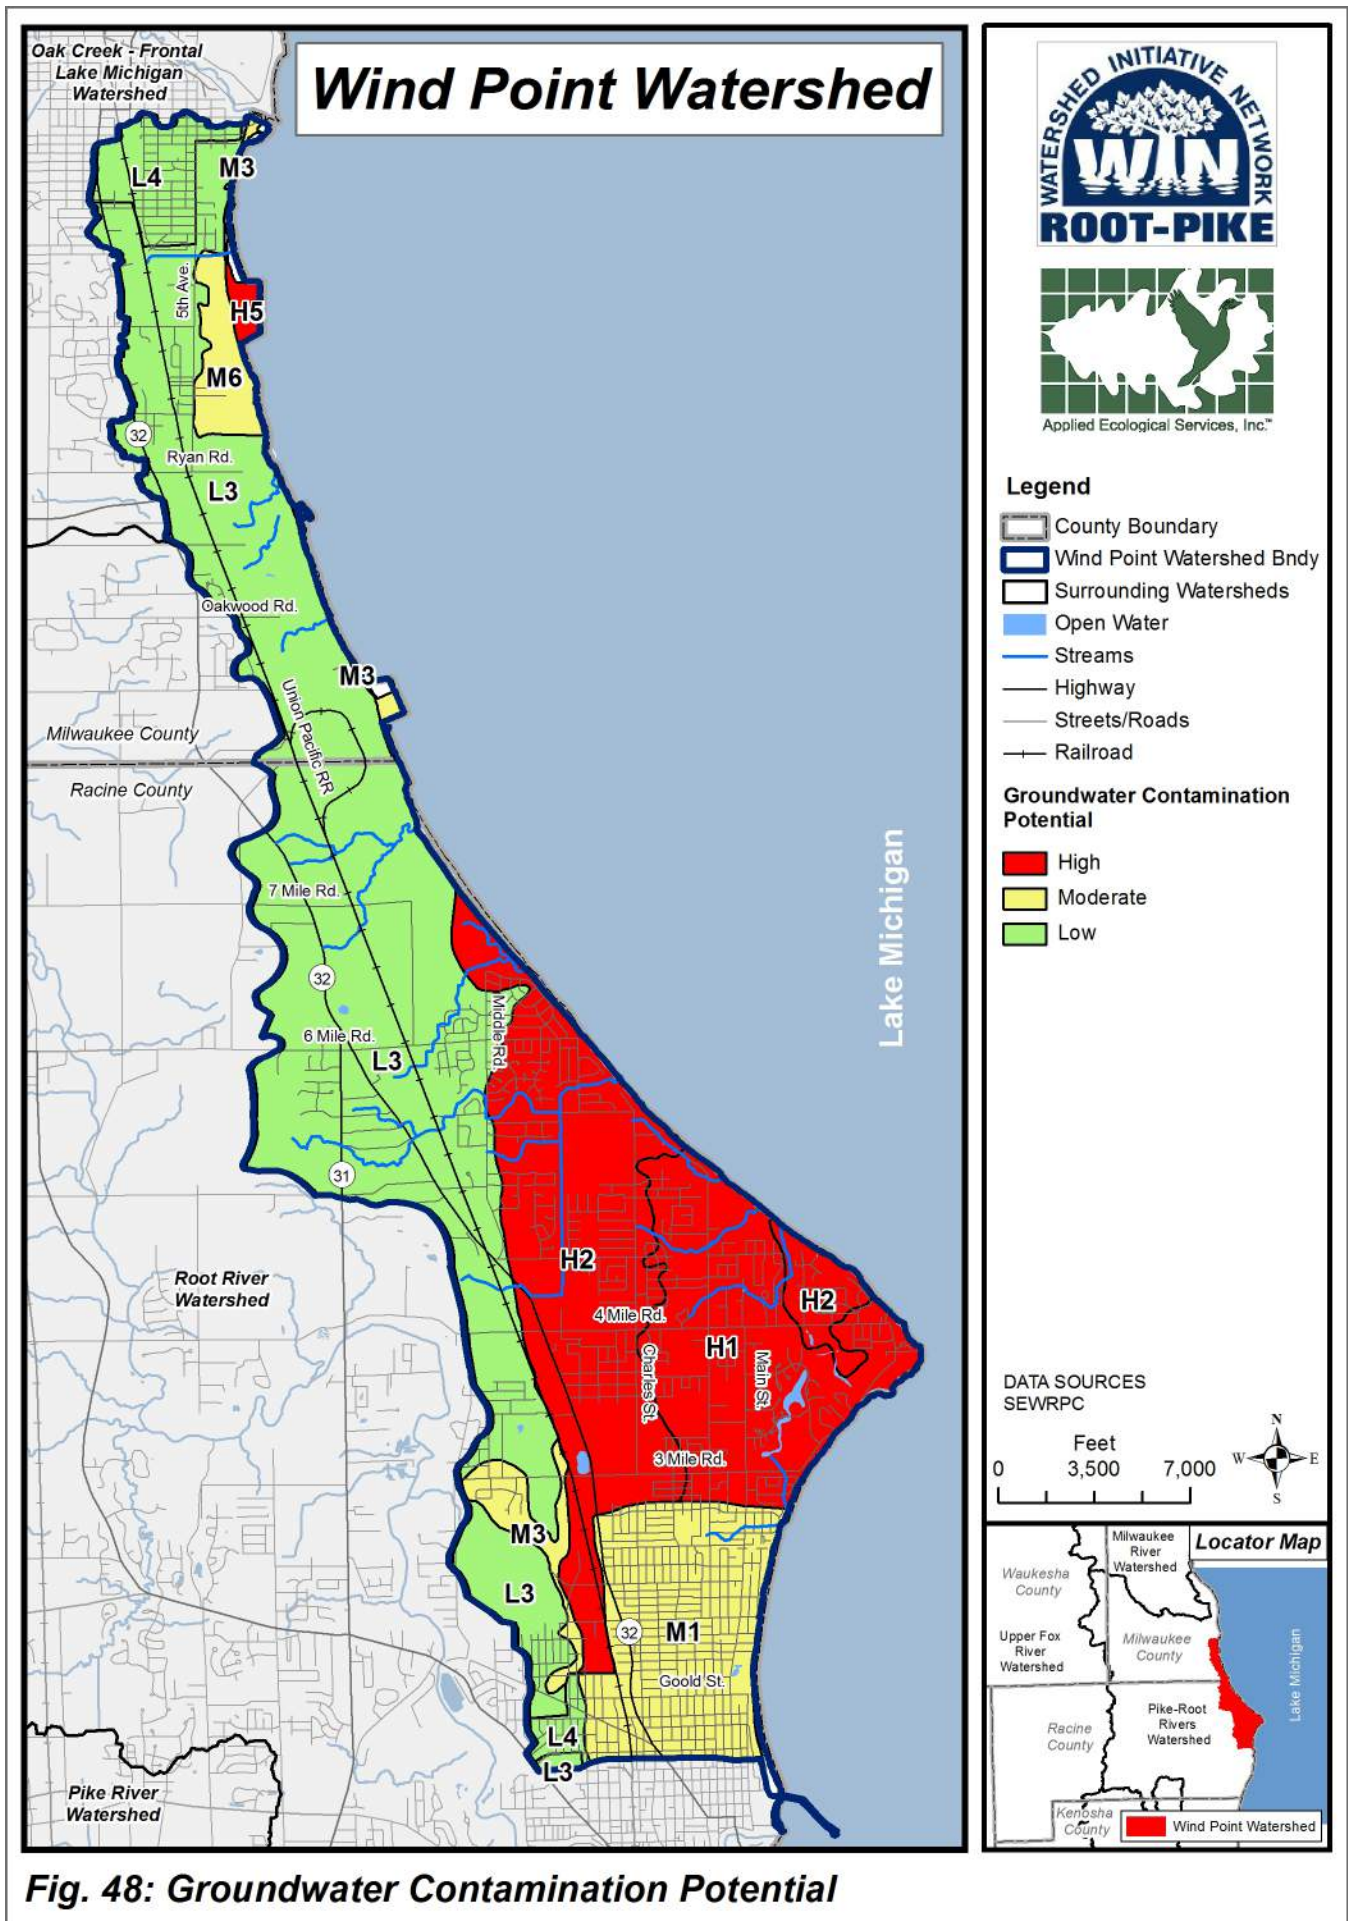 Wind Point Watershed
Oak Creek - Frontal
Lake Michigan
Watershed
L4
M3
5th Ave.
H5
M6
32
Ryan Rd.
L3
Oakwood Rd.
M3
Union Pacific RR
Milwaukee County
Racine County
7 Mile Rd.
Lake Michigan
32
Middle Rd.
6 Mile Rd.
L3
31
H2
Root River
Watershed
H2
4 Mile Rd.
H1
Charles St.
Main St.
3 Mile Rd.
M3
L3
32
M1
Goold St.
L4
L3
Pike River
Watershed
WATERSHED INITIATIVE NETWORK
WIN
ROOT-PIKE
Applied Ecological Services, Inc.™
Legend
County Boundary
Wind Point Watershed Bndy
Surrounding Watersheds
Open Water
Streams
Highway
Streets/Roads
Railroad
Groundwater Contamination
Potential
High
Moderate
Low
DATA SOURCES
SEWRPC
Feet
0 3,500 7,000
N
W E
S
Locator Map
Milwaukee
River
Watershed
Waukesha
County
Upper Fox
River
Watershed
Milwaukee
County
Lake Michigan
Pike-Root
Rivers
Watershed
Racine
County
Kenosha
County
Wind Point Watershed
Fig. 48: Groundwater Contamination Potential